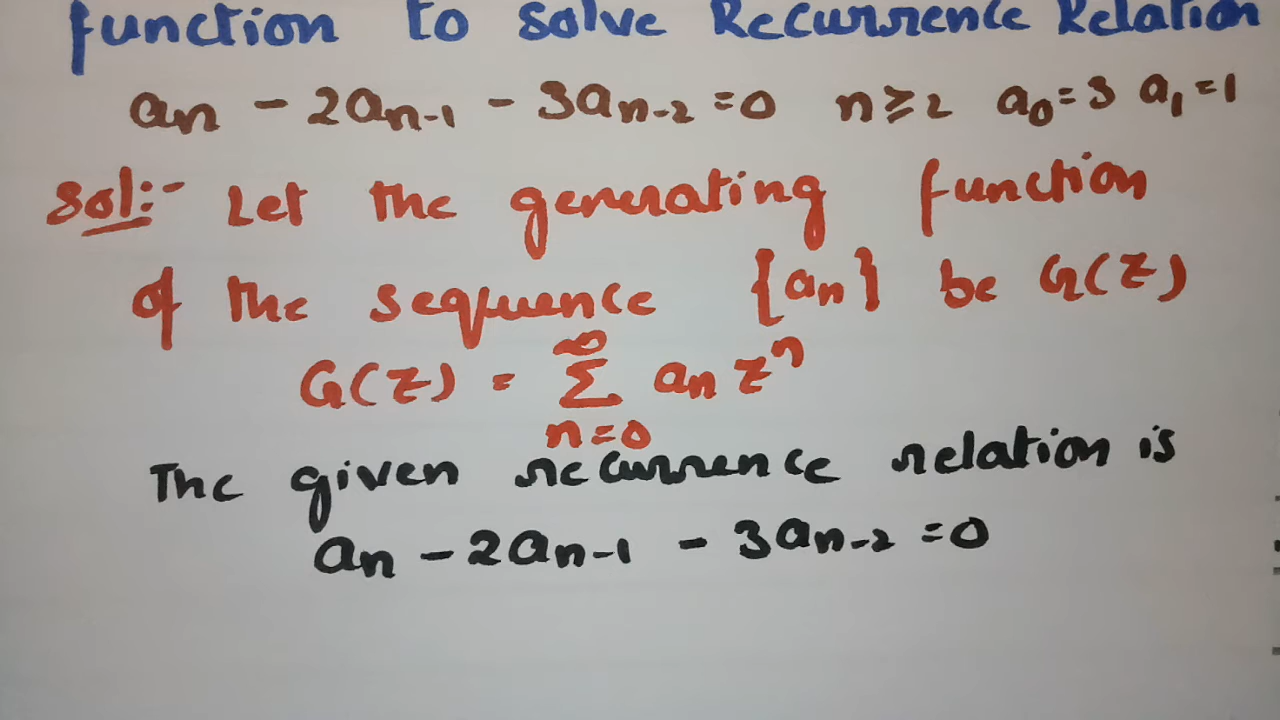 function to solve Recurrence Relation
an - 2an-1 - 3an-2 = 0 n ≥ 2 a0 = 3 a1 = 1
Sol:- Let the generating function
of the sequence {an} be G(Z)
G(Z) = ∞∑n=0 an Zn
The given recurrence relation is
an - 2an-1 - 3an-2 = 0